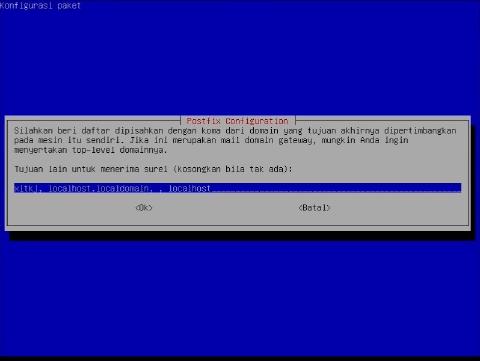 Konfigurasi paket
Postfix Configuration
Silahkan beri daftar dipisahkan dengan koma dari domain yang tujuan akhirnya dipertimbangkan
pada mesin itu sendiri. Jika ini merupakan mail domain gateway, mungkin Anda ingin
menyertakan top-level domainnya.
Tujuan lain untuk menerima surel (kosongkan bila tak ada):
localhost.localdomain, , localhost
<Ok> <Batal>